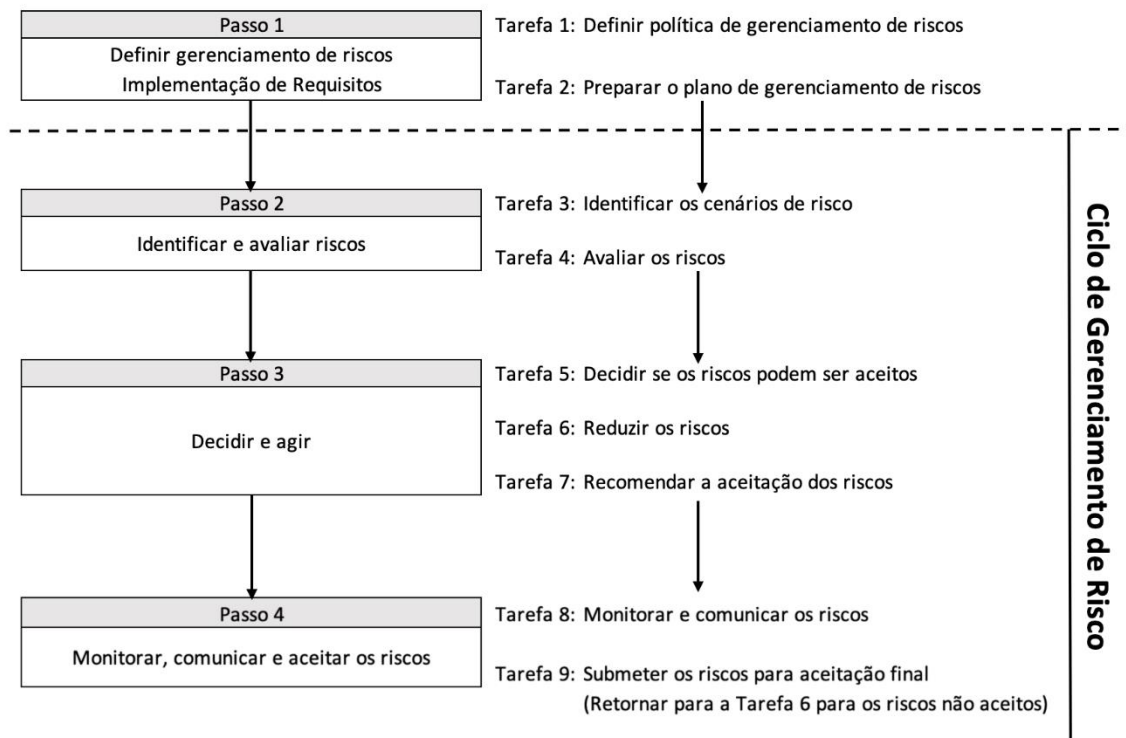 Passo 1
Definir gerenciamento de riscos
Implementação de Requisitos
Tarefa 1: Definir política de gerenciamento de riscos
Tarefa 2: Preparar o plano de gerenciamento de riscos
Passo 2
Identificar e avaliar riscos
Tarefa 3: Identificar os cenários de risco
Tarefa 4: Avaliar os riscos
Passo 3
Decidir e agir
Tarefa 5: Decidir se os riscos podem ser aceitos
Tarefa 6: Reduzir os riscos
Tarefa 7: Recomendar a aceitação dos riscos
Passo 4
Monitorar, comunicar e aceitar os riscos
Tarefa 8: Monitorar e comunicar os riscos
Tarefa 9: Submeter os riscos para aceitação final
(Retornar para a Tarefa 6 para os riscos não aceitos)
Ciclo de Gerenciamento de Risco